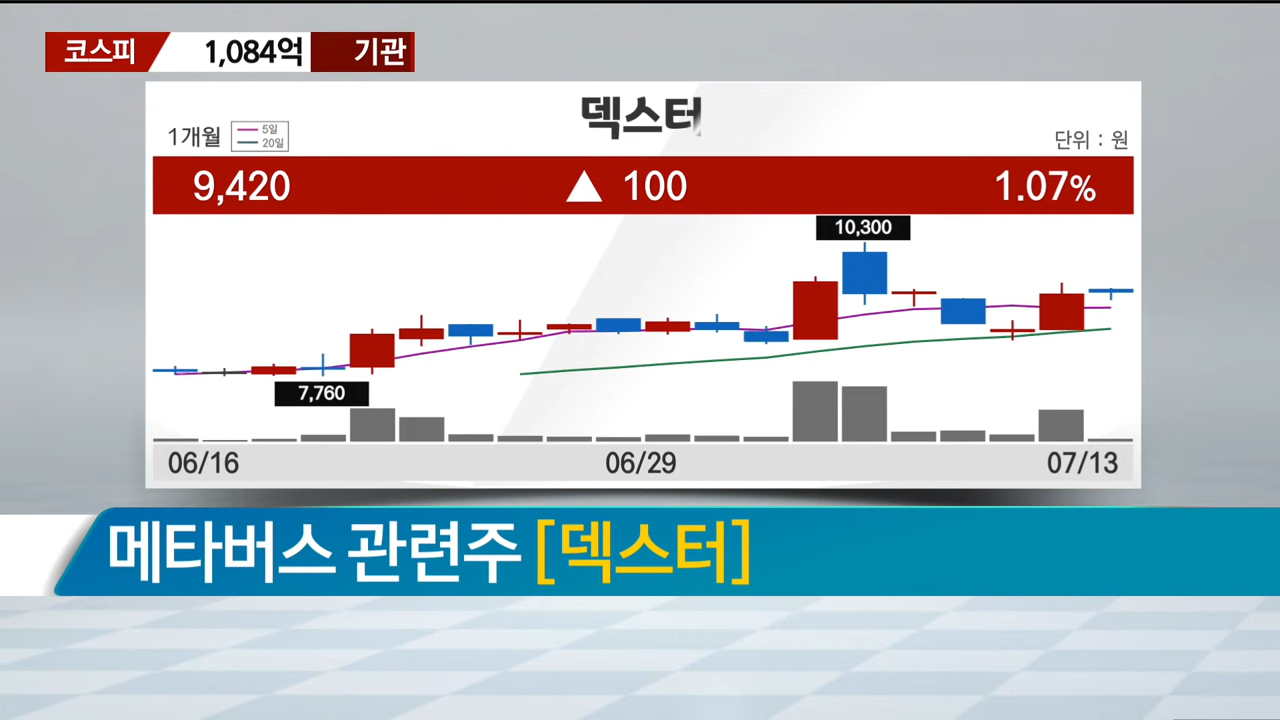 코스피 1,084억 기관
덱스터
1개월 5일 단위 : 원
20일
9,420 ▲ 100 1.07%
10,300
7,760
06/16 06/29 07/13
메타버스 관련주 [덱스터]